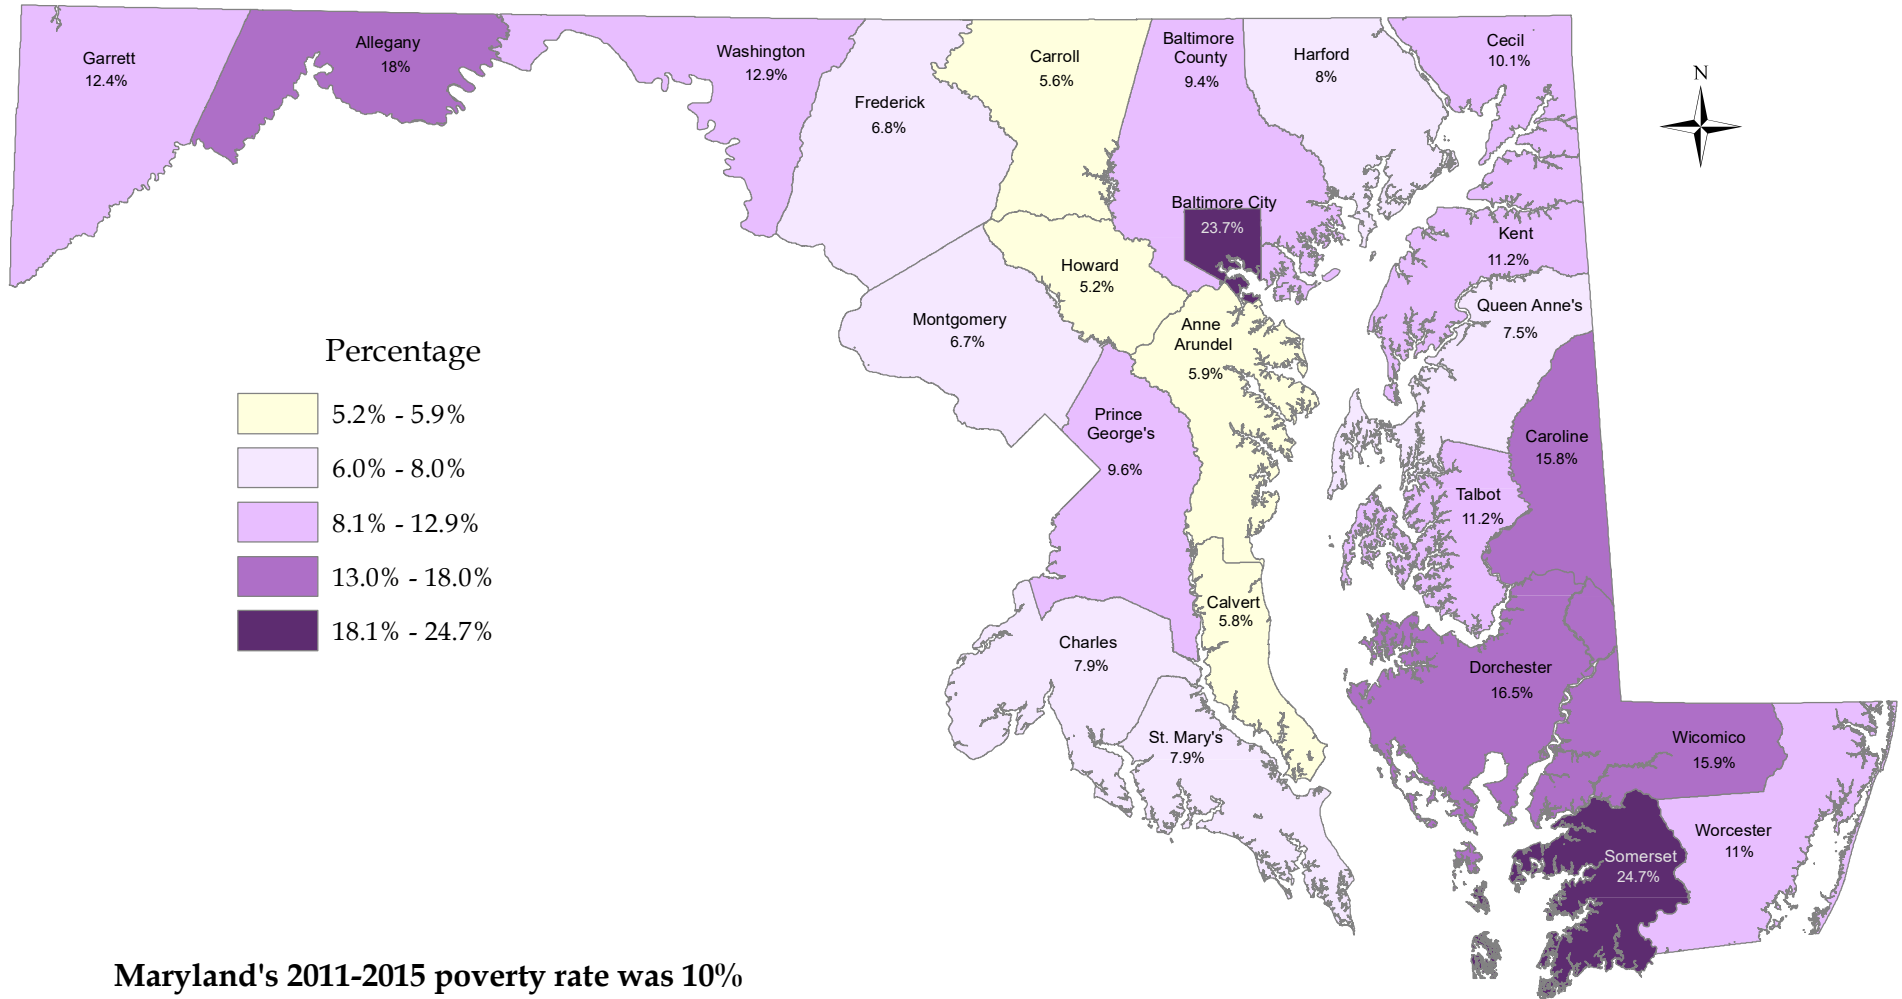 Garrett
12.4%
Allegany
18%
Washington
12.9%
Frederick
6.8%
Carroll
5.6%
Baltimore
County
9.4%
Harford
8%
Cecil
10.1%
N
Baltimore City
23.7%
Kent
11.2%
Queen Anne's
7.5%
Howard
5.2%
Montgomery
6.7%
Anne
Arundel
5.9%
Prince
George's
9.6%
Caroline
15.8%
Talbot
11.2%
Calvert
5.8%
Charles
7.9%
St. Mary's
7.9%
Dorchester
16.5%
Wicomico
15.9%
Worcester
11%
Somerset
24.7%
Percentage
5.2% - 5.9%
6.0% - 8.0%
8.1% - 12.9%
13.0% - 18.0%
18.1% - 24.7%
Maryland's 2011-2015 poverty rate was 10%